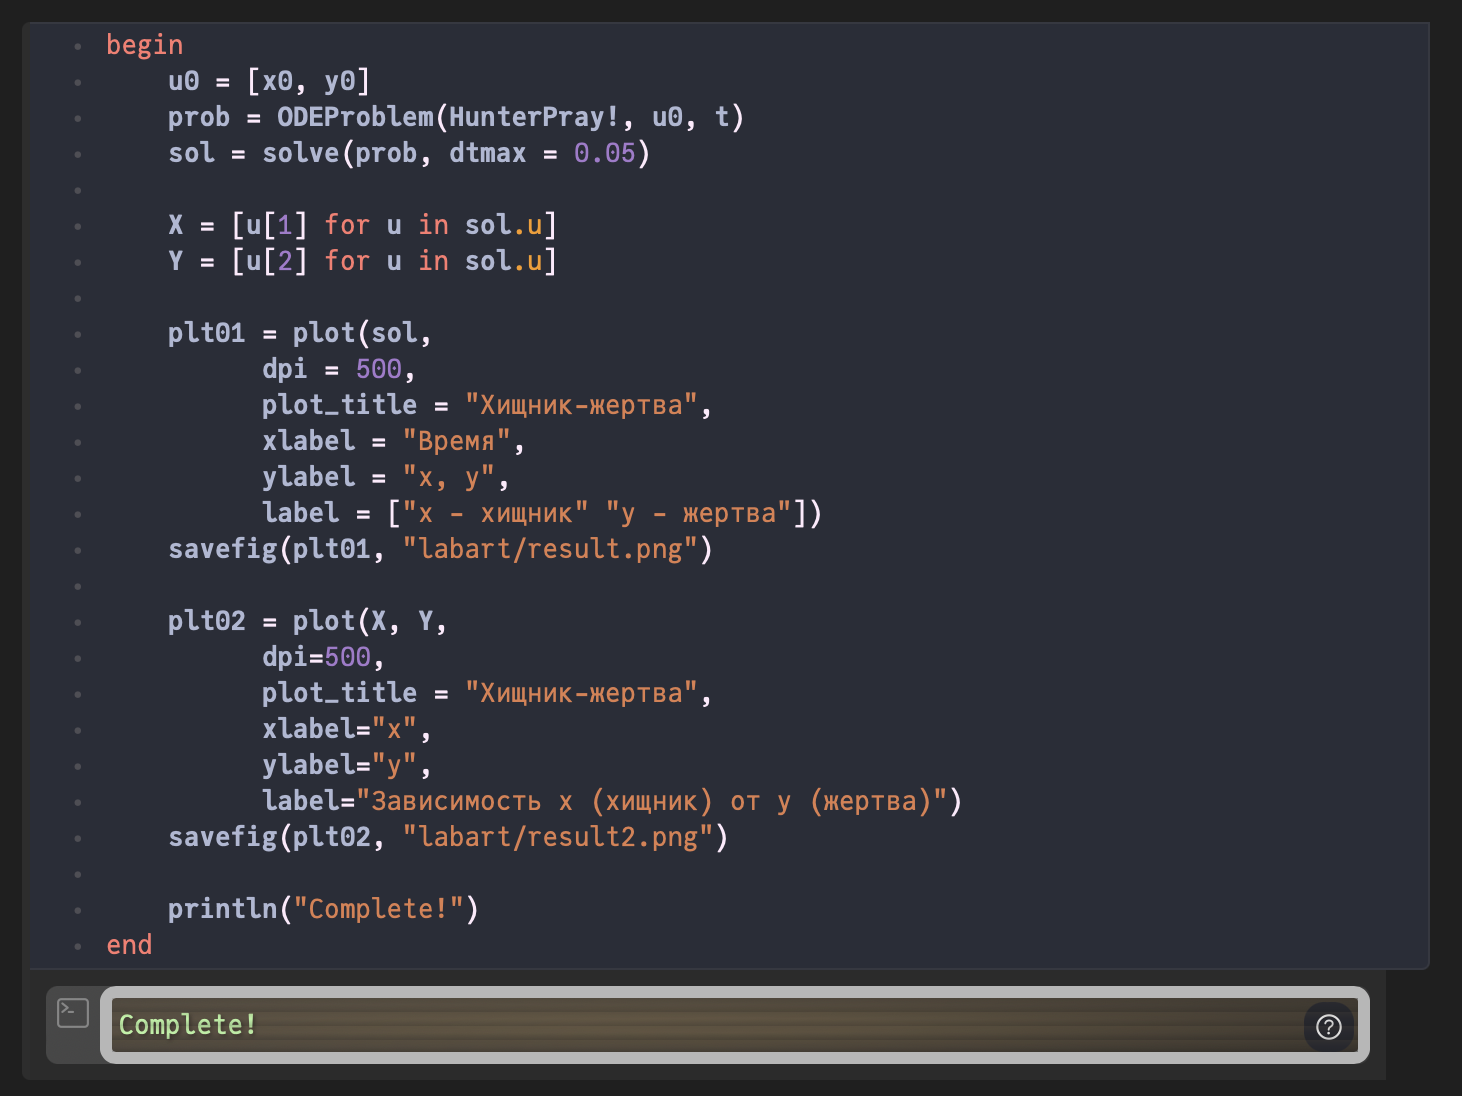 begin
u0 = [x0, y0]
prob = ODEProblem(HunterPray!, u0, t)
sol = solve(prob, dtmax = 0.05)
X = [u[1] for u in sol.u]
Y = [u[2] for u in sol.u]
plt01 = plot(sol,
dpi = 500,
plot_title = "Хищник-жертва",
xlabel = "Время",
ylabel = "x, y",
label = ["x - хищник" "y - жертва"])
savefig(plt01, "labart/result.png")
plt02 = plot(X, Y,
dpi=500,
plot_title = "Хищник-жертва",
xlabel="x",
ylabel="y",
label="Зависимость x (хищник) от y (жертва)")
savefig(plt02, "labart/result2.png")
println("Complete!")
end
Complete!